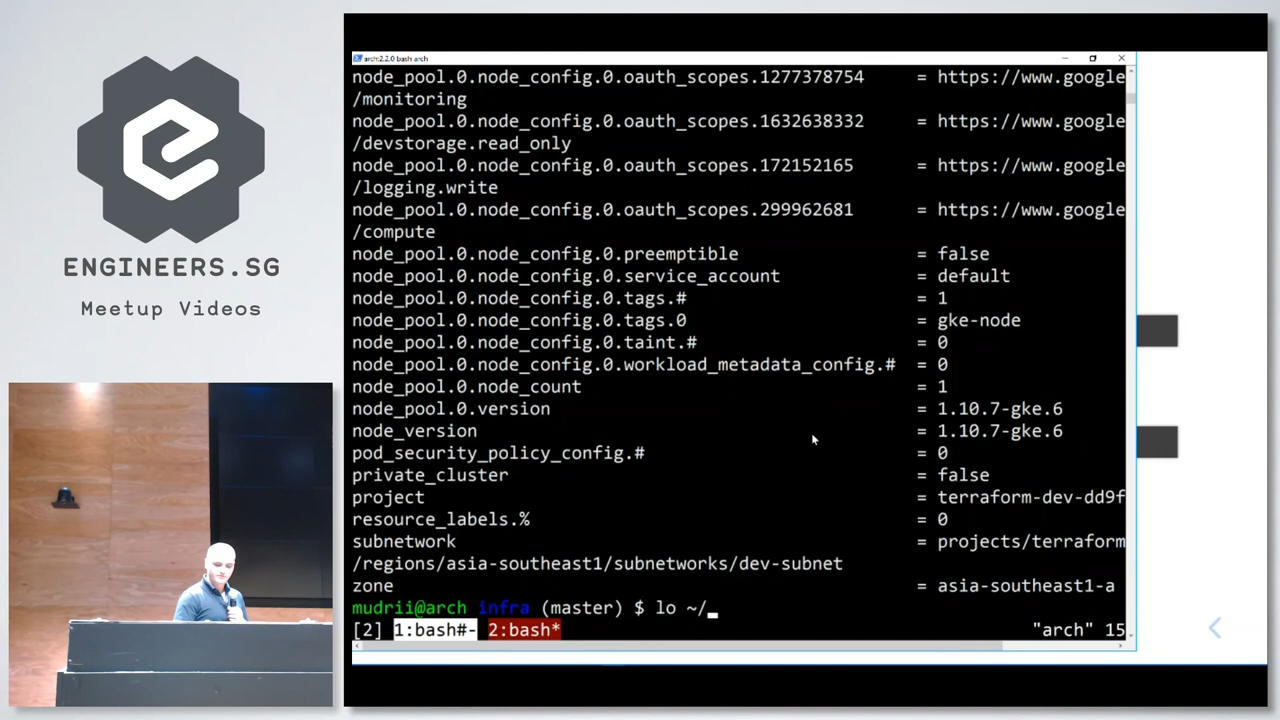 ENGINEERS.SG
Meetup Videos
arch:2.2.0 bash arch
node_pool.0.node_config.0.oauth_scopes.1277378754 = https://www.google
/monitoring
node_pool.0.node_config.0.oauth_scopes.1632638332 = https://www.google
/devstorage.read_only
node_pool.0.node_config.0.oauth_scopes.172152165 = https://www.google
/logging.write
node_pool.0.node_config.0.oauth_scopes.299962681 = https://www.google
/compute
node_pool.0.node_config.0.preemptible = false
node_pool.0.node_config.0.service_account = default
node_pool.0.node_config.0.tags.# = 1
node_pool.0.node_config.0.tags.0 = gke-node
node_pool.0.node_config.0.taint.# = 0
node_pool.0.node_config.0.workload_metadata_config.# = 0
node_pool.0.node_count = 1
node_pool.0.version = 1.10.7-gke.6
node_version = 1.10.7-gke.6
pod_security_policy_config.# = 0
private_cluster = false
project = terraform-dev-dd9f
resource_labels.% = 0
subnetwork = projects/terraform
/regions/asia-southeast1/subnetworks/dev-subnet
zone = asia-southeast1-a
mudrii@arch infra (master) $ lo ~/_
[2] 1:bash#- 2:bash* "arch" 15